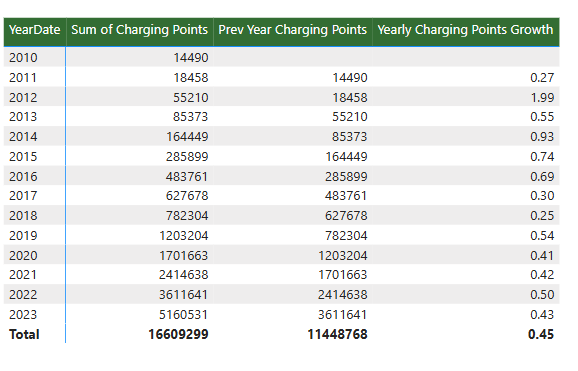 YearDate Sum of Charging Points Prev Year Charging Points Yearly Charging Points Growth
2010 14490
2011 18458 14490 0.27
2012 55210 18458 1.99
2013 85373 55210 0.55
2014 164449 85373 0.93
2015 285899 164449 0.74
2016 483761 285899 0.69
2017 627678 483761 0.30
2018 782304 627678 0.25
2019 1203204 782304 0.54
2020 1701663 1203204 0.41
2021 2414638 1701663 0.42
2022 3611641 2414638 0.50
2023 5160531 3611641 0.43
Total 16609299 11448768 0.45